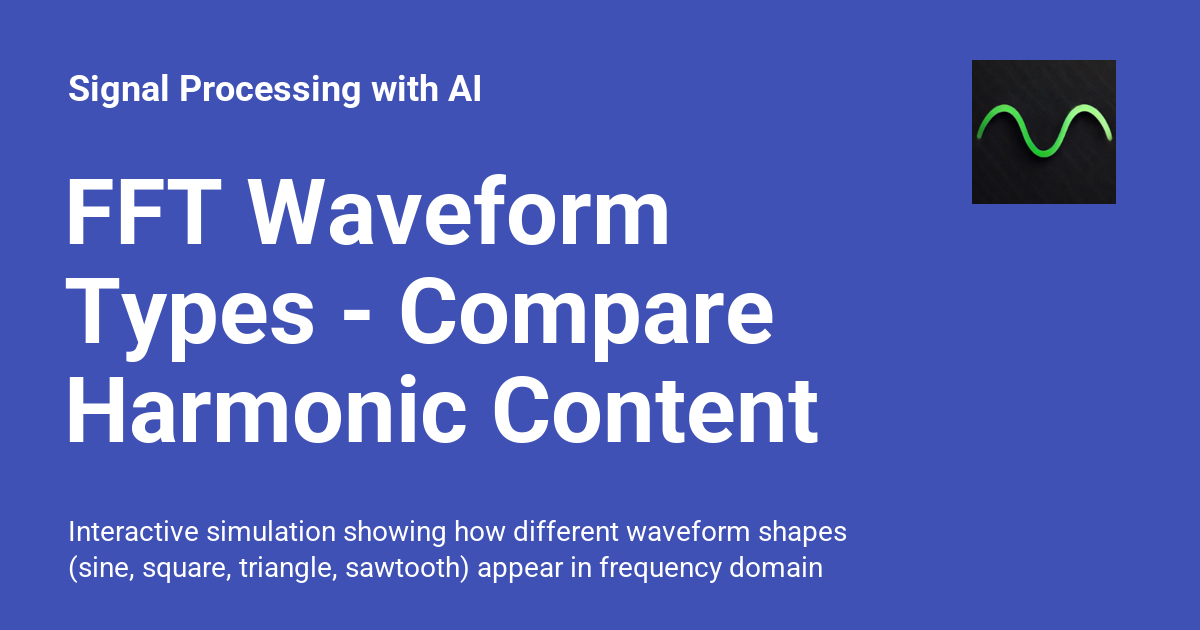 Signal Processing with AI
FFT Waveform
Types - Compare
Harmonic Content
Interactive simulation showing how different waveform shapes
(sine, square, triangle, sawtooth) appear in frequency domain